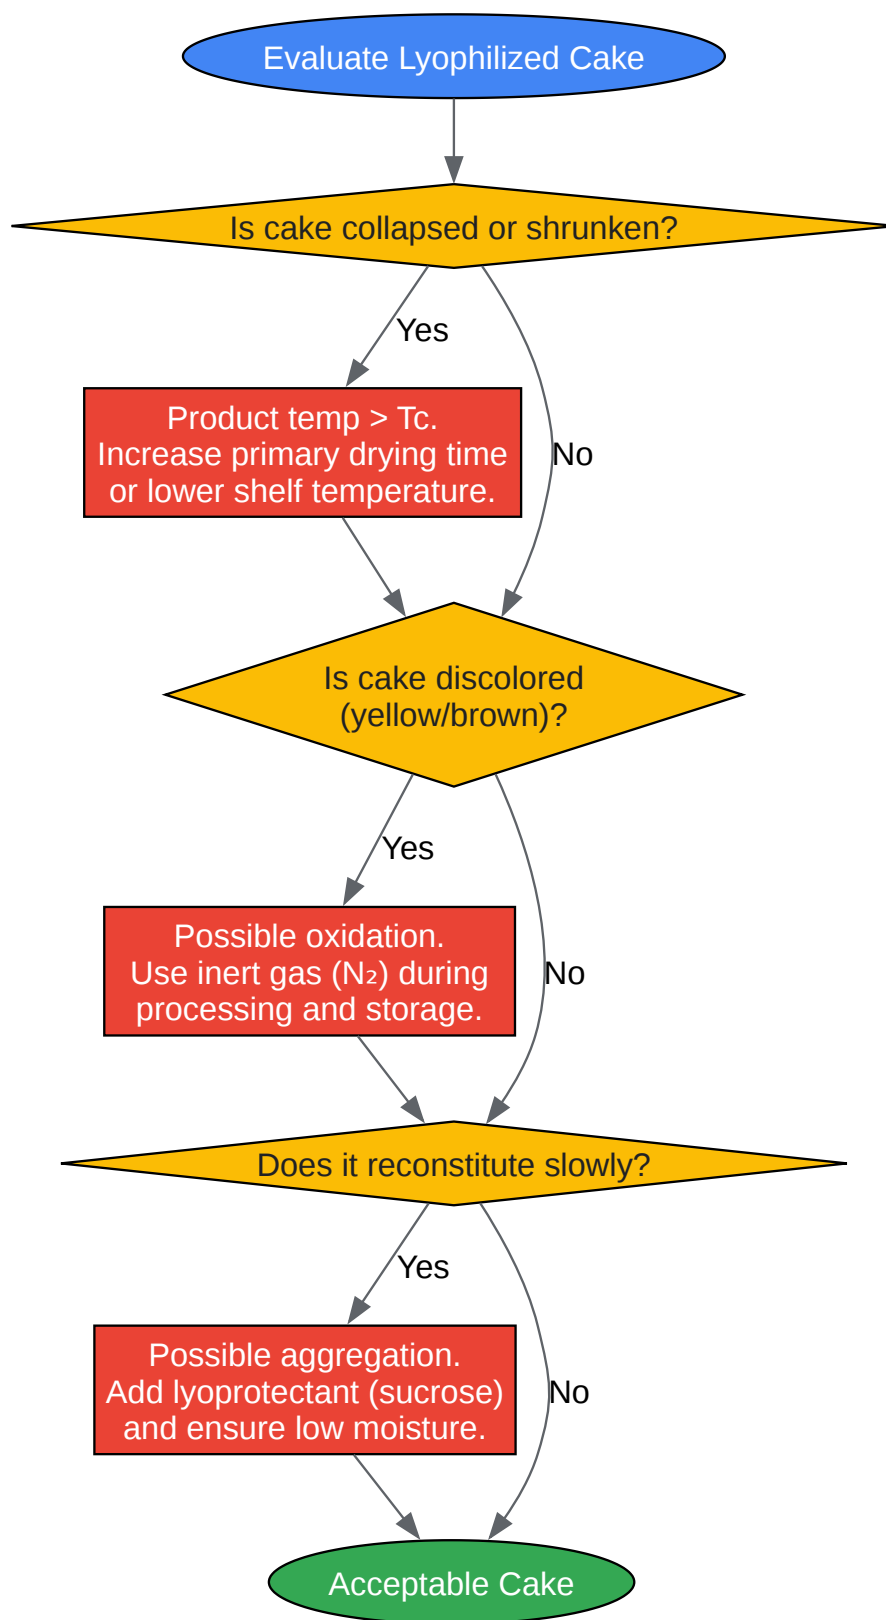 Evaluate Lyophilized Cake
Is cake collapsed or shrunken?
Yes
Product temp > Tc.
Increase primary drying time
or lower shelf temperature.
No
Is cake discolored
(yellow/brown)?
Yes
Possible oxidation.
Use inert gas (N₂) during
processing and storage.
No
Does it reconstitute slowly?
Yes
Possible aggregation.
Add lyoprotectant (sucrose)
and ensure low moisture.
No
Acceptable Cake